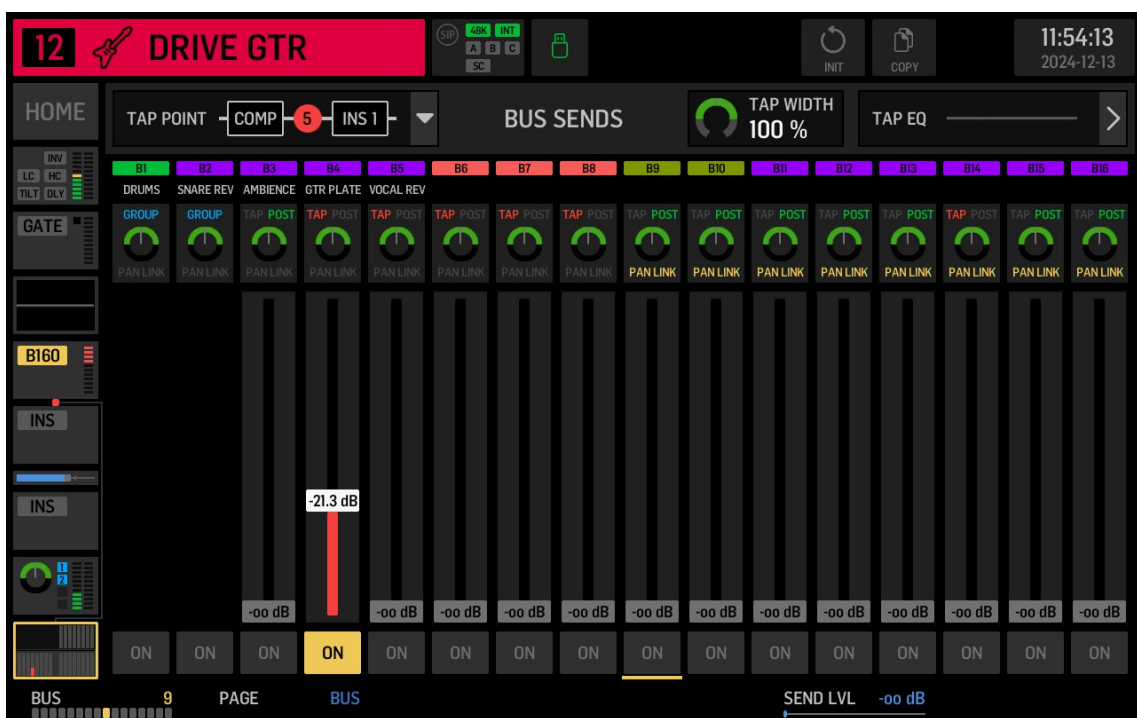 12 DRIVE GTR SIP 48K INT A B C SC INIT COPY 11:54:13 2024-12-13
HOME TAP POINT COMP 5 INS 1 BUS SENDS TAP WIDTH 100 % TAP EQ
INV LC HC TILT DLY
B1 B2 B3 B4 B5 B6 B7 B8 B9 B10 B11 B12 B13 B14 B15 B16
DRUMS SNARE REV AMBIENCE GTR PLATE VOCAL REV
GATE
GROUP GROUP TAP POST TAP POST TAP POST TAP POST TAP POST TAP POST TAP POST TAP POST TAP POST TAP POST TAP POST TAP POST TAP POST TAP POST
PAN LINK PAN LINK PAN LINK PAN LINK PAN LINK PAN LINK PAN LINK PAN LINK PAN LINK PAN LINK PAN LINK PAN LINK PAN LINK PAN LINK PAN LINK PAN LINK
B160
INS
INS
-21.3 dB
1
2
-oo dB -oo dB -oo dB -oo dB -oo dB -oo dB -oo dB -oo dB -oo dB -oo dB -oo dB -oo dB -oo dB
ON ON ON ON ON ON ON ON ON ON ON ON ON ON ON ON
BUS 9 PAGE BUS SEND LVL -oo dB